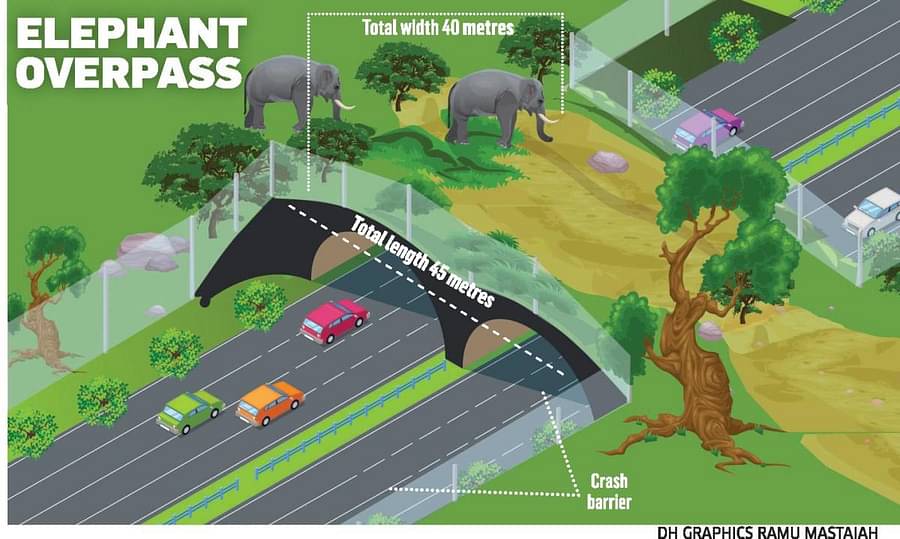 ELEPHANT
OVERPASS
Total width 40 metres
Total length 45 metres
Crash
barrier
DH GRAPHICS RAMU MASTAIAH